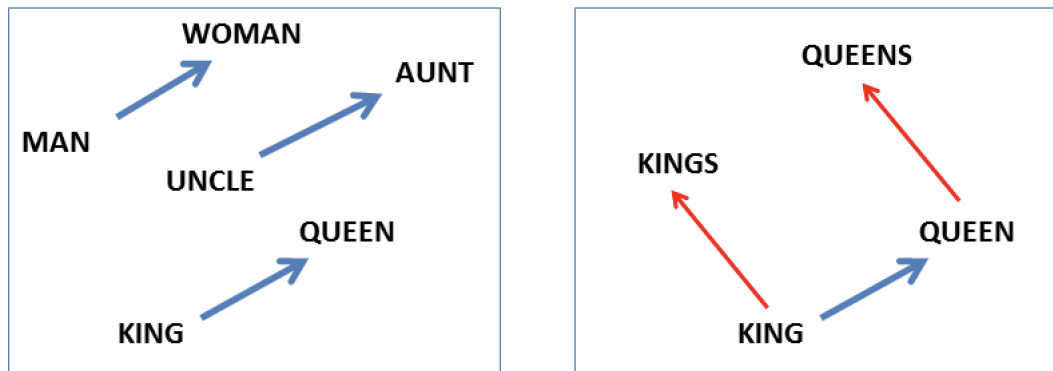 WOMAN
AUNT
MAN
UNCLE
QUEEN
KING
QUEENS
KINGS
QUEEN
KING